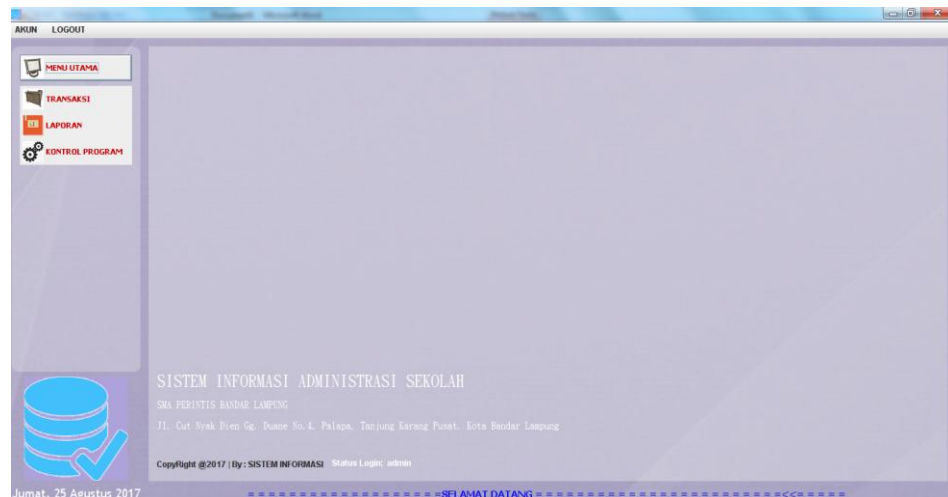 AKUN LOGOUT
MENU UTAMA
TRANSAKSI
LAPORAN
KONTROL PROGRAM
SISTEM INFORMASI ADMINISTRASI SEKOLAH
SMA PERINTIS BANDAR LAMPUNG
Jl. Cut Nyak Dien Gg. Duane No.4. Palapa, Tanjung Karang Pusat, Kota Bandar Lampung
CopyRight @2017 | By : SISTEM INFORMASI Status Login: admin
Jumat, 25 Agustus 2017
= = = = = = = = = = = = = = = = = = =SELAMAT DATANG = = = = = = = = = = = = = = = = = = = = = = = =<<= = = = =